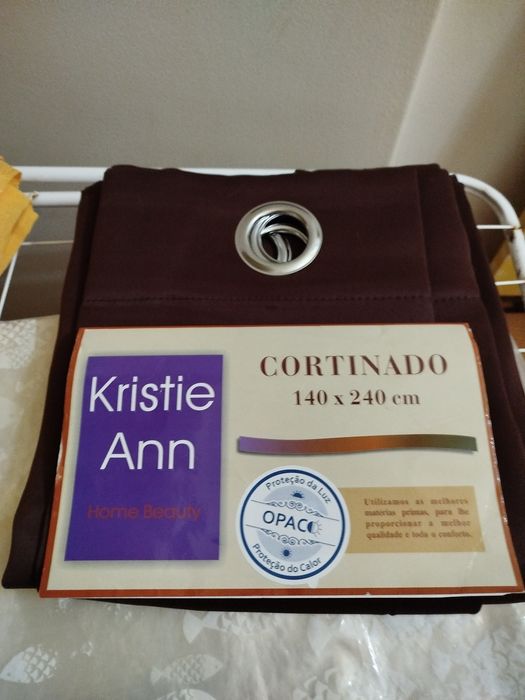 Kristie
Ann
Home Beauty
CORTINADO
140 x 240 cm
Proteção da Luz
OPACO
Proteção do Calor
Utilizamos as melhores
matérias primas, para lhe
proporcionar a melhor
qualidade e todo o conforto.